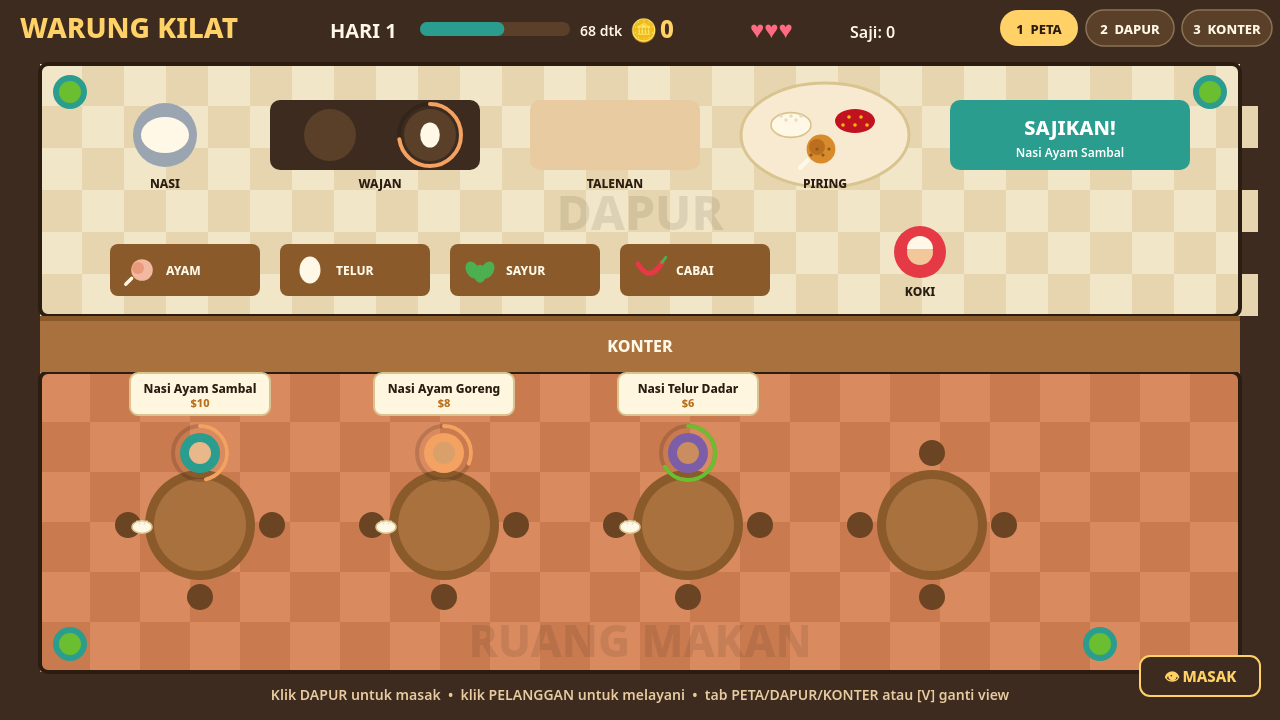 WARUNG KILAT
HARI 1
68 dtk
0
Saji: 0
1 PETA
2 DAPUR
3 KONTER
NASI
WAJAN
TALENAN
PIRING
SAJIKAN!
Nasi Ayam Sambal
DAPUR
AYAM
TELUR
SAYUR
CABAI
KOKI
KONTER
Nasi Ayam Sambal
$10
Nasi Ayam Goreng
$8
Nasi Telur Dadar
$6
RUANG MAKAN
MASAK
Klik DAPUR untuk masak • klik PELANGGAN untuk melayani • tab PETA/DAPUR/KONTER atau [V] ganti view